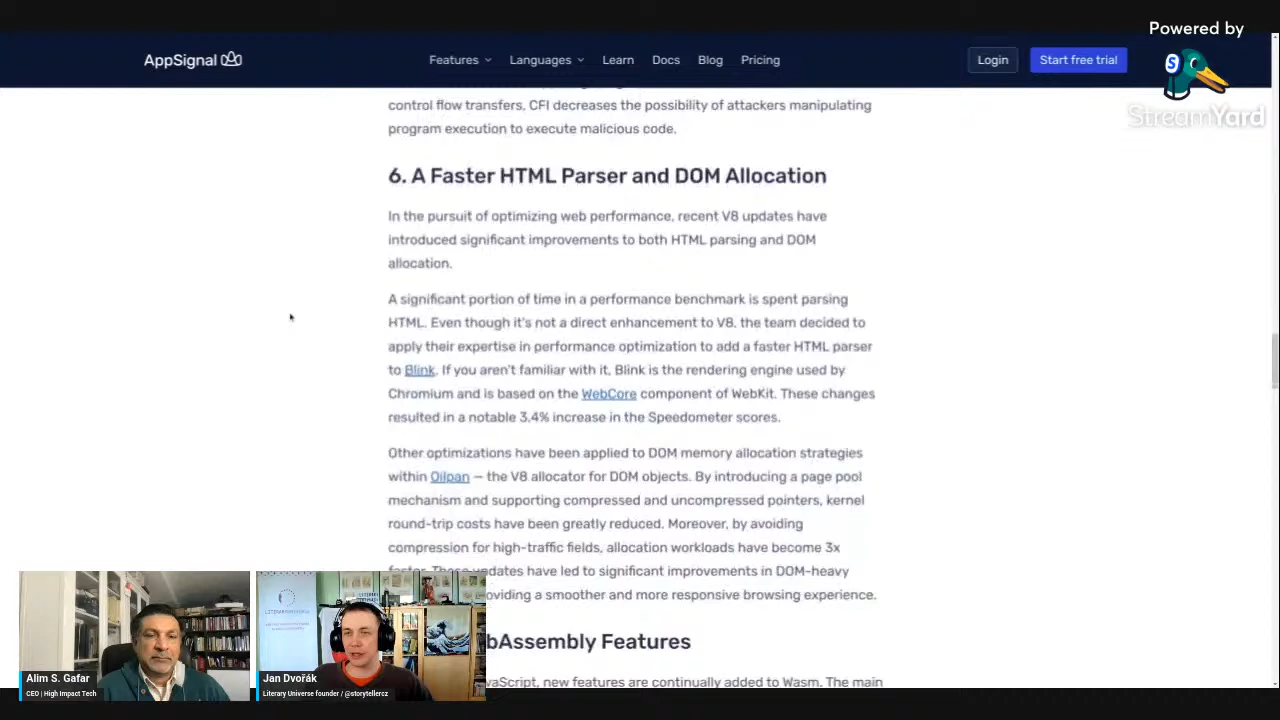 Powered by
StreamYard
AppSignal
Features
Languages
Learn
Docs
Blog
Pricing
Login
Start free trial
control flow transfers, CFI decreases the possibility of attackers manipulating
program execution to execute malicious code.
6. A Faster HTML Parser and DOM Allocation
In the pursuit of optimizing web performance, recent V8 updates have
introduced significant improvements to both HTML parsing and DOM
allocation.
A significant portion of time in a performance benchmark is spent parsing
HTML. Even though it's not a direct enhancement to V8, the team decided to
apply their expertise in performance optimization to add a faster HTML parser
to Blink. If you aren't familiar with it, Blink is the rendering engine used by
Chromium and is based on the WebCore component of WebKit. These changes
resulted in a notable 3.4% increase in the Speedometer scores.
Other optimizations have been applied to DOM memory allocation strategies
within Oilpan — the V8 allocator for DOM objects. By introducing a page pool
mechanism and supporting compressed and uncompressed pointers, kernel
round-trip costs have been greatly reduced. Moreover, by avoiding
compression for high-traffic fields, allocation workloads have become 3x
updates have led to significant improvements in DOM-heavy
oviding a smoother and more responsive browsing experience.
bAssembly Features
vaScript, new features are continually added to Wasm. The main
Alim S. Gafar
CEO | High Impact Tech
Jan Dvořák
Literary Universe founder / @storytellercz